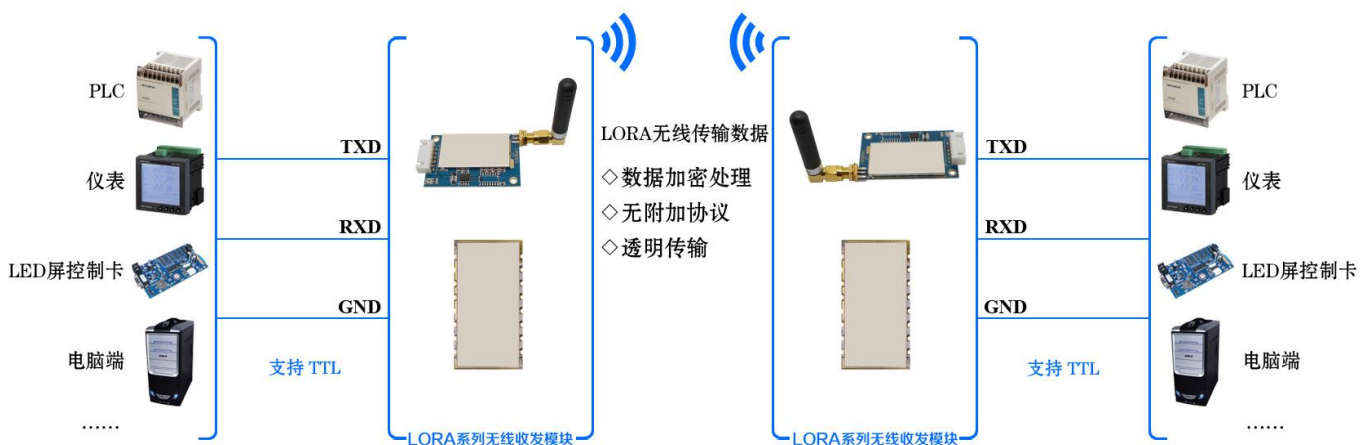 PLC
仪表
LED屏控制卡
电脑端
……
TXD
RXD
GND
支持 TTL
LORA系列无线收发模块
LORA无线传输数据
◇数据加密处理
◇无附加协议
◇透明传输
LORA系列无线收发模块
TXD
RXD
GND
支持 TTL
PLC
仪表
LED屏控制卡
电脑端
……